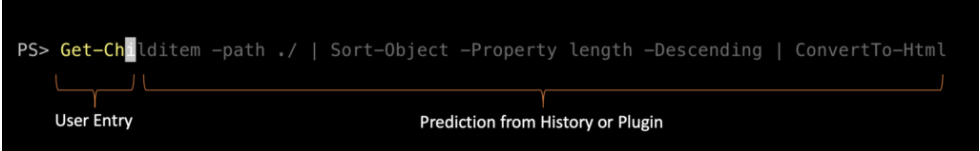 PS> Get-Childitem -path ./ | Sort-Object -Property length -Descending | ConvertTo-Html
User Entry
Prediction from History or Plugin